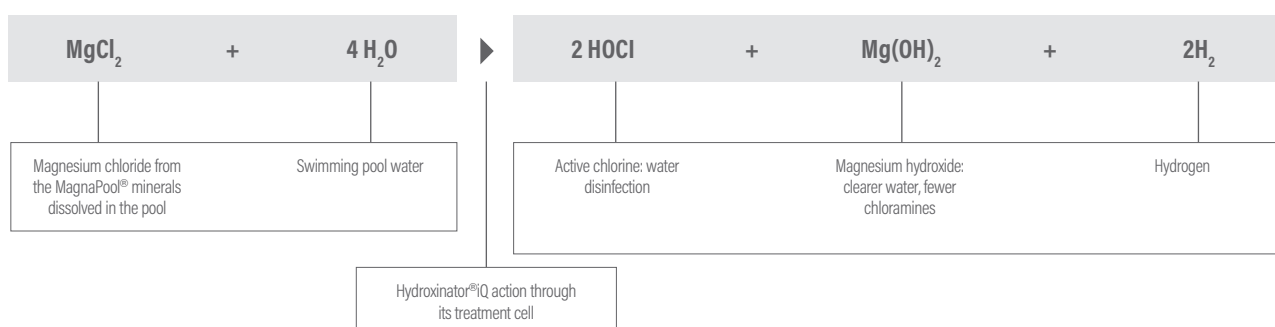 MgCl₂ + 4 H₂O ▶ 2 HOCl + Mg(OH)₂ + 2H₂
Magnesium chloride from
the MagnaPool® minerals
dissolved in the pool
Swimming pool water
Active chlorine: water
disinfection
Magnesium hydroxide:
clearer water, fewer
chloramines
Hydrogen
Hydroxinator®iQ action through
its treatment cell